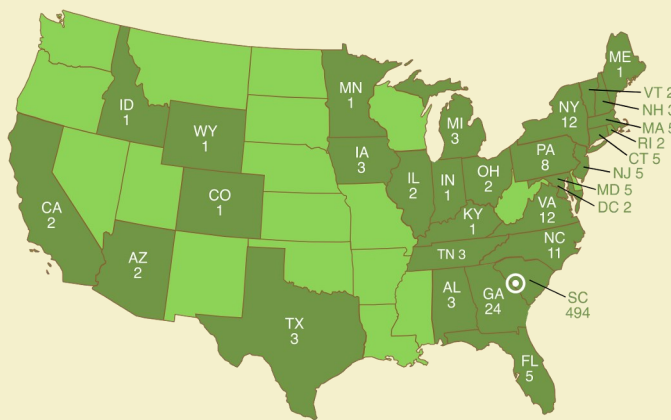 ME
1
VT 2
NH 3
MA 5
RI 2
CT 5
NJ 5
MD 5
DC 2
MN
1
ID
1
WY
1
MI
3
NY
12
PA
8
IA
3
IL
2
IN
1
OH
2
CO
1
CA
2
KY
1
VA
12
NC
11
AZ
2
TN 3
AL
3
GA
24
SC
494
TX
3
FL
5